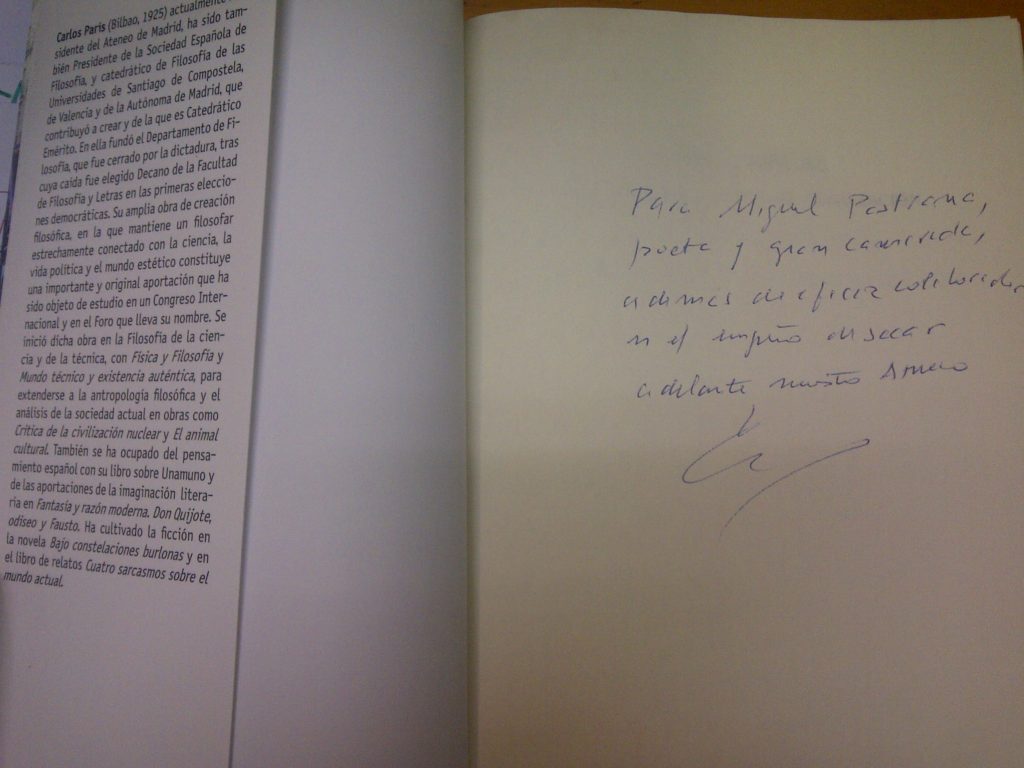 Carlos París (Bilbao, 1925) actualmente
sidente del Ateneo de Madrid, ha sido tam-
bién Presidente de la Sociedad Española de
Filosofía, y catedrático de Filosofía de las
Universidades de Santiago de Compostela,
de Valencia y de la Autónoma de Madrid, que
contribuyó a crear y de la que es Catedrático
Emérito. En ella fundó el Departamento de Fi-
losofía, que fue cerrado por la dictadura, tras
cuya caída fue elegido Decano de la Facultad
de Filosofía y Letras en las primeras eleccio-
nes democráticas. Su amplia obra de creación
filosófica, en la que mantiene un filosofar
estrechamente conectado con la ciencia, la
vida política y el mundo estético constituye
una importante y original aportación que ha
sido objeto de estudio en un Congreso Inter-
nacional y en el Foro que lleva su nombre. Se
inició dicha obra en la Filosofía de la cien-
cia y de la técnica, con Física y Filosofía y
Mundo técnico y existencia auténtica, para
extenderse a la antropología filosófica y el
análisis de la sociedad actual en obras como
Crítica de la civilización nuclear y El animal
cultural. También se ha ocupado del pensa-
miento español con su libro sobre Unamuno y
de las aportaciones de la imaginación litera-
ria en Fantasía y razón moderna. Don Quijote,
odiseo y Fausto. Ha cultivado la ficción en
la novela Bajo constelaciones burlonas y en
el libro de relatos Cuatro sarcasmos sobre el
mundo actual.
Para Miguel Pastrana,
poeta y gran camarada,
además de eficaz colaborador
en el empeño de sacar
adelante nuestro Ateneo